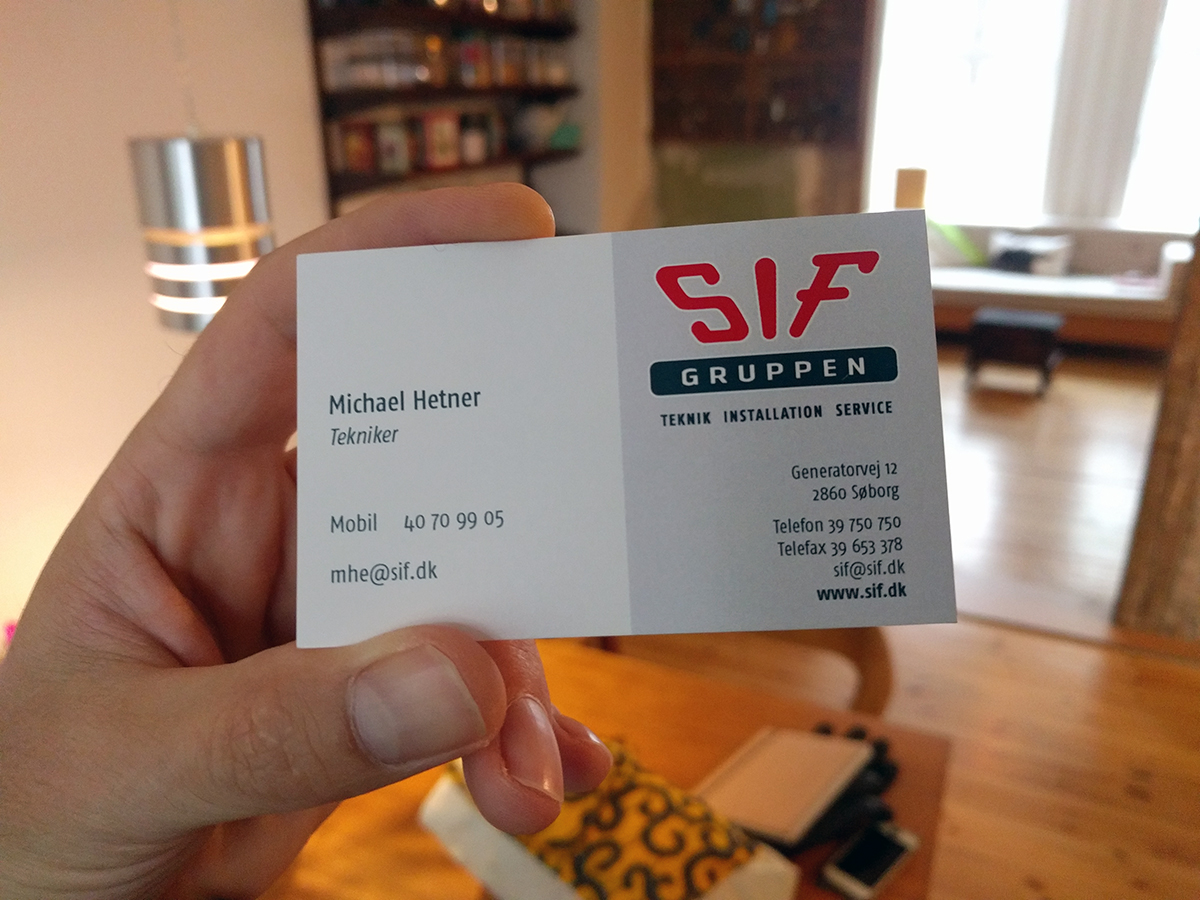 Michael Hetner
Tekniker
Mobil 40 70 99 05
mhe@sif.dk
SIF
GRUPPEN
TEKNIK INSTALLATION SERVICE
Generatorvej 12
2860 Søborg
Telefon 39 750 750
Telefax 39 653 378
sif@sif.dk
www.sif.dk